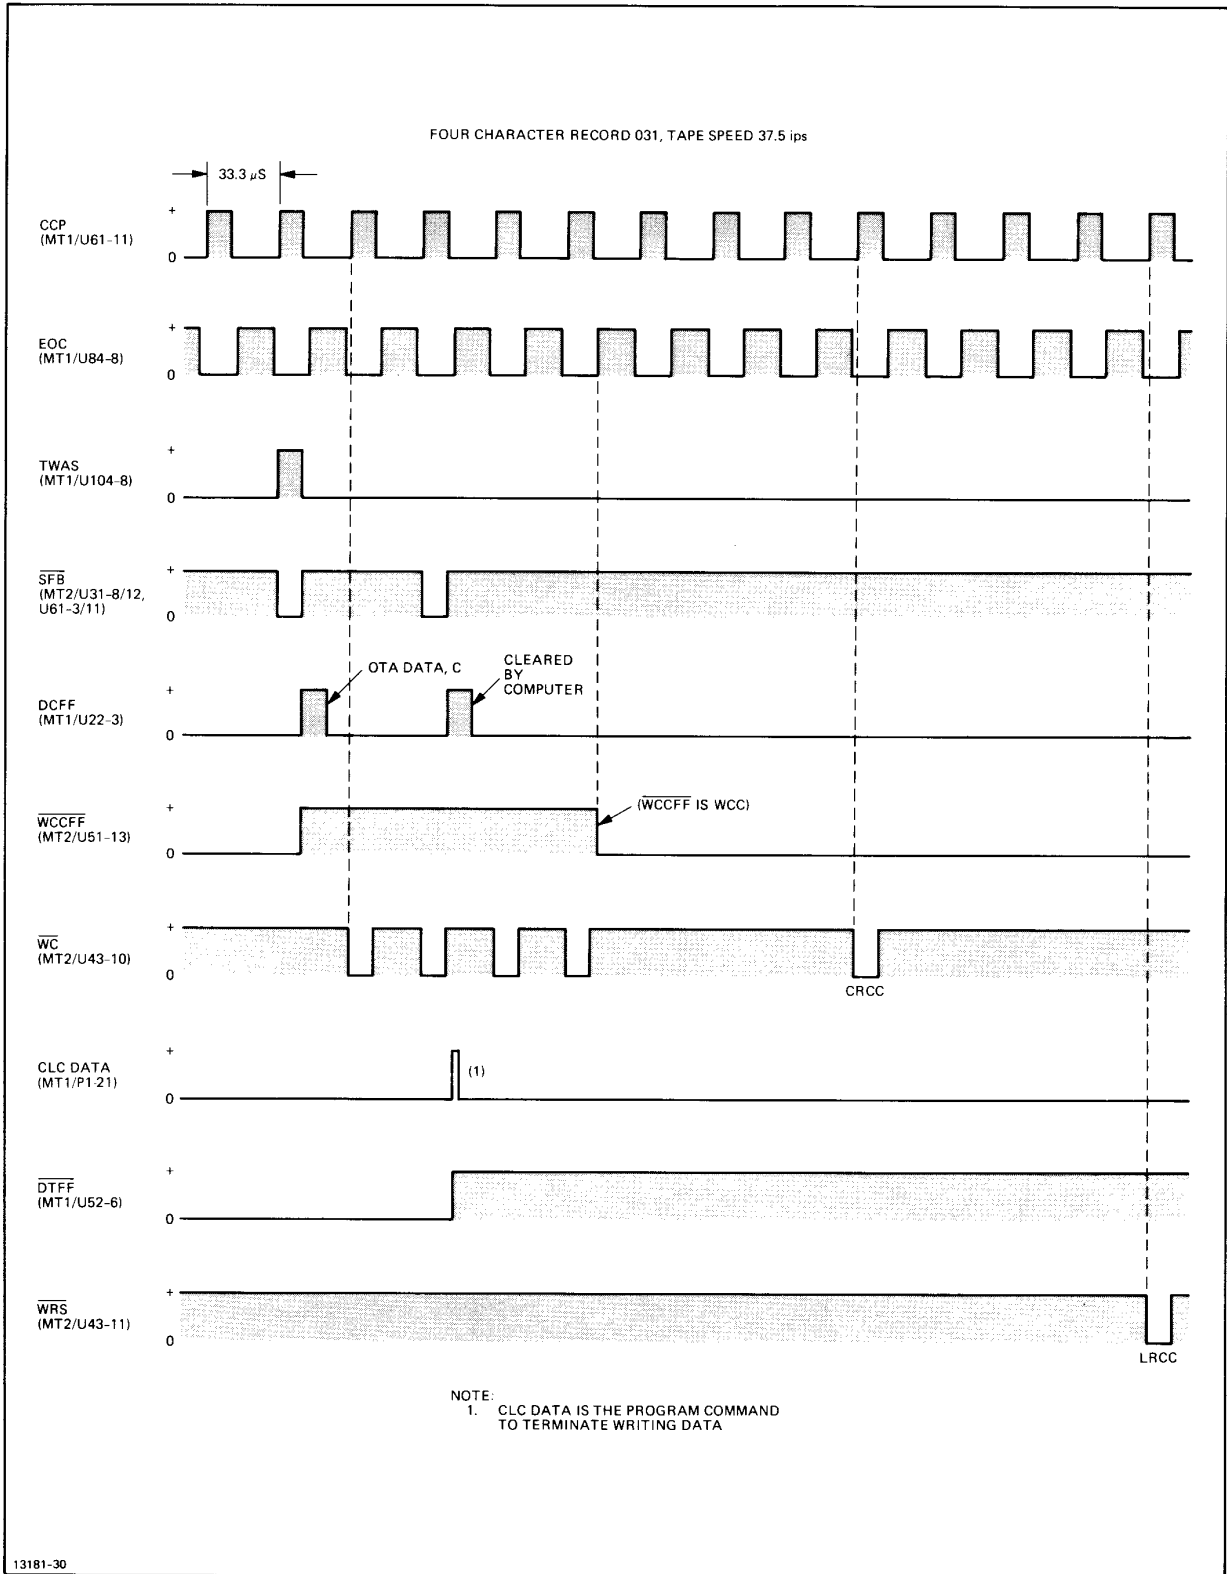 FOUR CHARACTER RECORD 031, TAPE SPEED 37.5 ips
33.3 µS
CCP
(MT1/U61-11)
+
0
EOC
(MT1/U84-8)
+
0
TWAS
(MT1/U104-8)
+
0
SFB
(MT2/U31-8/12,
U61-3/11)
+
0
OTA DATA, C
CLEARED
BY
COMPUTER
DCFF
(MT1/U22-3)
+
0
WCCFF
(MT2/U51-13)
+
0
(WCCFF IS WCC)
WC
(MT2/U43-10)
+
0
CRCC
CLC DATA
(MT1/P1-21)
+
0
(1)
DTFF
(MT1/U52-6)
+
0
WRS
(MT2/U43-11)
+
0
LRCC
NOTE:
1. CLC DATA IS THE PROGRAM COMMAND
TO TERMINATE WRITING DATA
13181-30